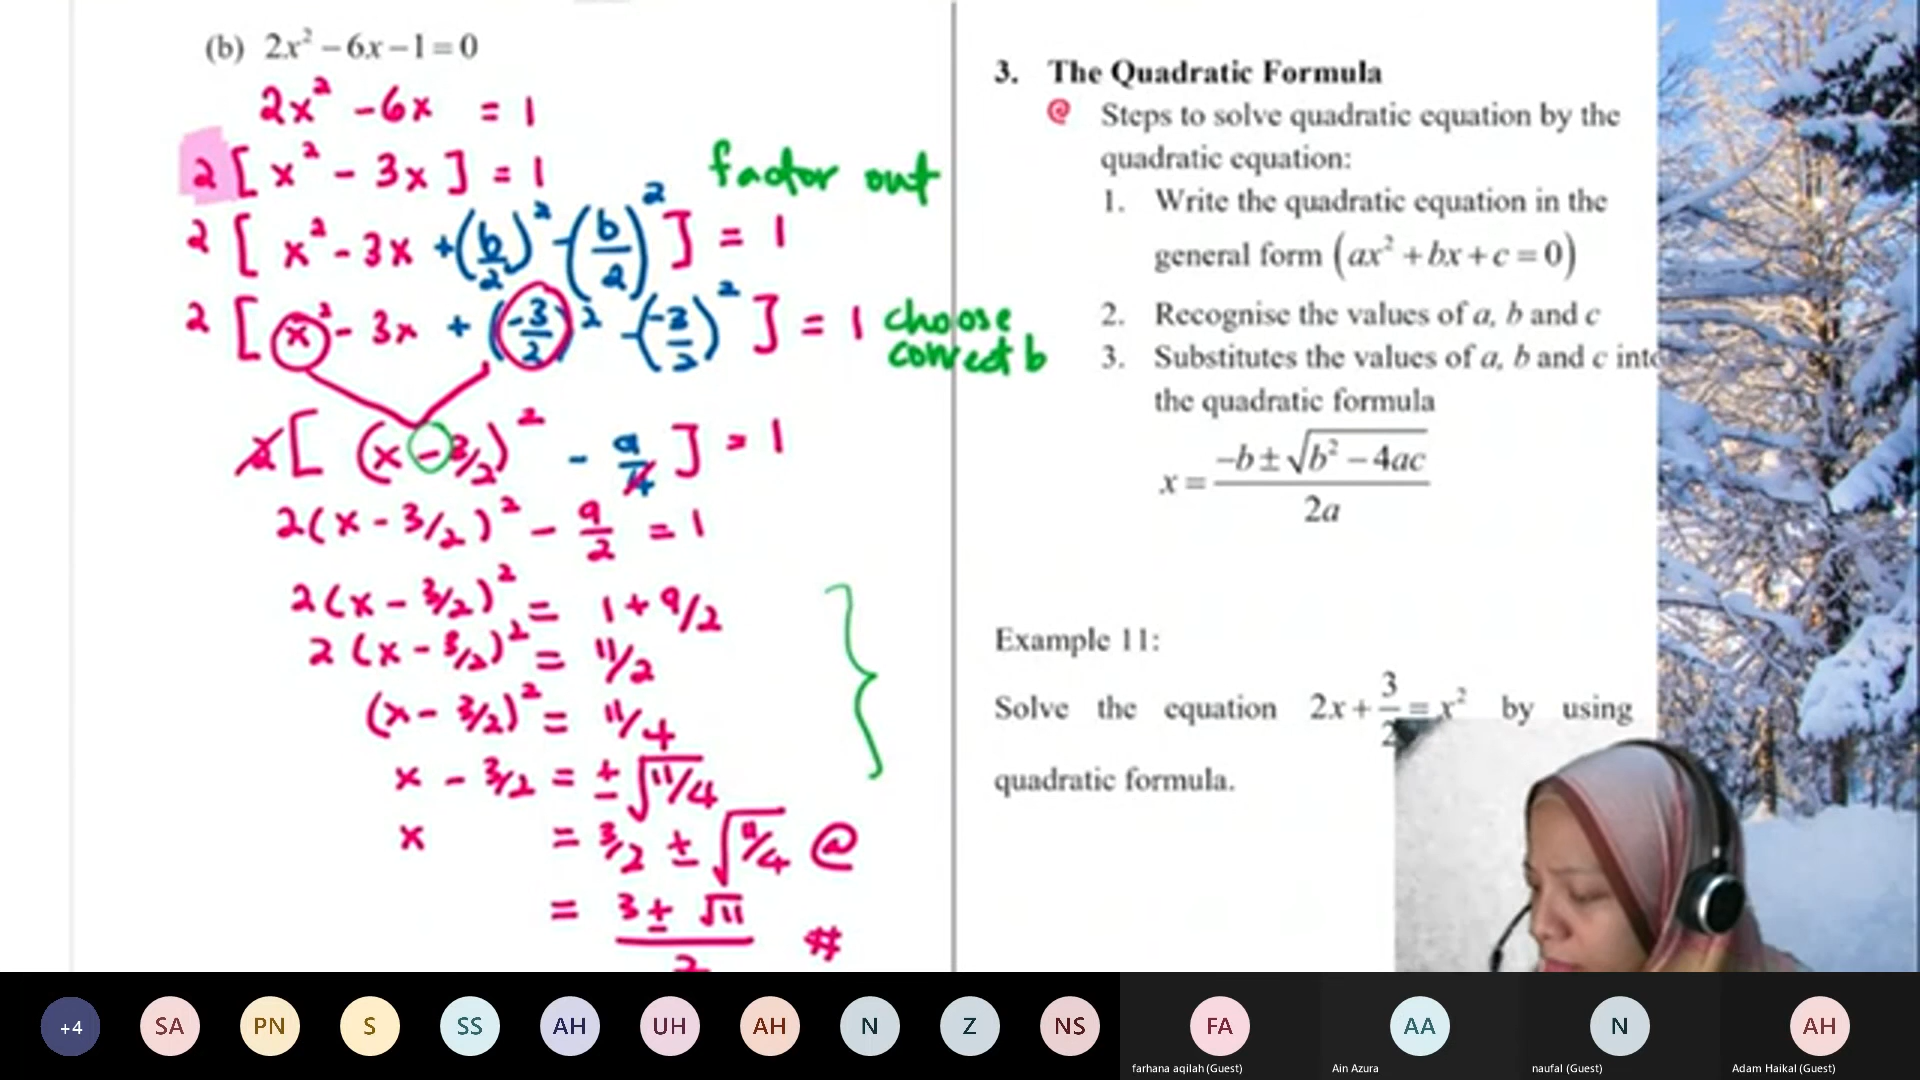 (b) 2x² − 6x − 1 = 0
2x² - 6x = 1
2 [ x² - 3x ] = 1 factor out
2 [ x² - 3x + (b/2)² - (b/2)² ] = 1
2 [ x² - 3x + (-3/2)² - (-3/2)² ] = 1 choose
correct b
2 [ (x - 3/2)² - 9/4 ] = 1
2(x - 3/2)² - 9/2 = 1
2(x - 3/2)² = 1 + 9/2
2(x - 3/2)² = 11/2
(x - 3/2)² = 11/4
x - 3/2 = ± √11/4
x = 3/2 ± √11/4 @
= 3 ± √11 / 2 #
3. The Quadratic Formula
@ Steps to solve quadratic equation by the
quadratic equation:
1. Write the quadratic equation in the
general form (ax² + bx + c = 0)
2. Recognise the values of a, b and c
3. Substitutes the values of a, b and c into
the quadratic formula
x = −b ± √b² − 4ac / 2a
Example 11:
Solve the equation 2x + 3/2 = x² by using
quadratic formula.
+4 SA PN S SS AH UH AH N Z NS FA AA N AH
farhana aqilah (Guest) Ain Azura naufal (Guest) Adam Haikal (Guest)